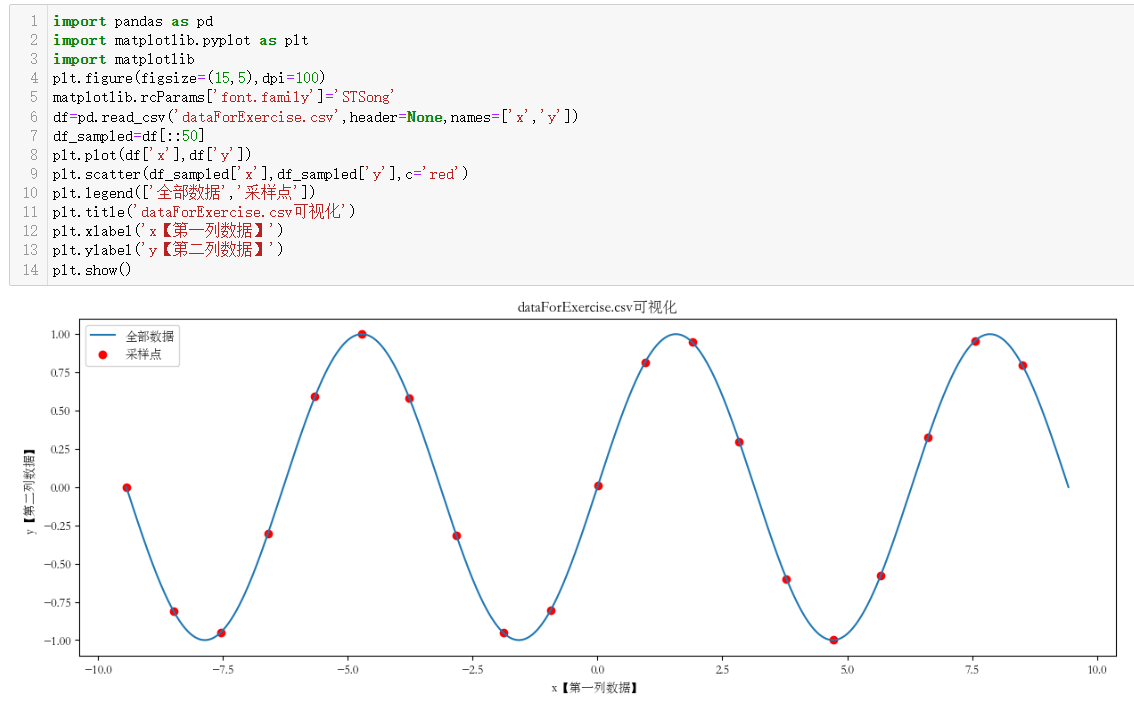 1 import pandas as pd
2 import matplotlib.pyplot as plt
3 import matplotlib
4 plt.figure(figsize=(15,5),dpi=100)
5 matplotlib.rcParams['font.family']='STSong'
6 df=pd.read_csv('dataForExercise.csv',header=None,names=['x','y'])
7 df_sampled=df[::50]
8 plt.plot(df['x'],df['y'])
9 plt.scatter(df_sampled['x'],df_sampled['y'],c='red')
10 plt.legend(['全部数据','采样点'])
11 plt.title('dataForExercise.csv可视化')
12 plt.xlabel('x【第一列数据】')
13 plt.ylabel('y【第二列数据】')
14 plt.show()
dataForExercise.csv可视化
全部数据
采样点
1.00
0.75
0.50
0.25
0.00
−0.25
−0.50
−0.75
−1.00
y【第二列数据】
−10.0 −7.5 −5.0 −2.5 0.0 2.5 5.0 7.5 10.0
x【第一列数据】